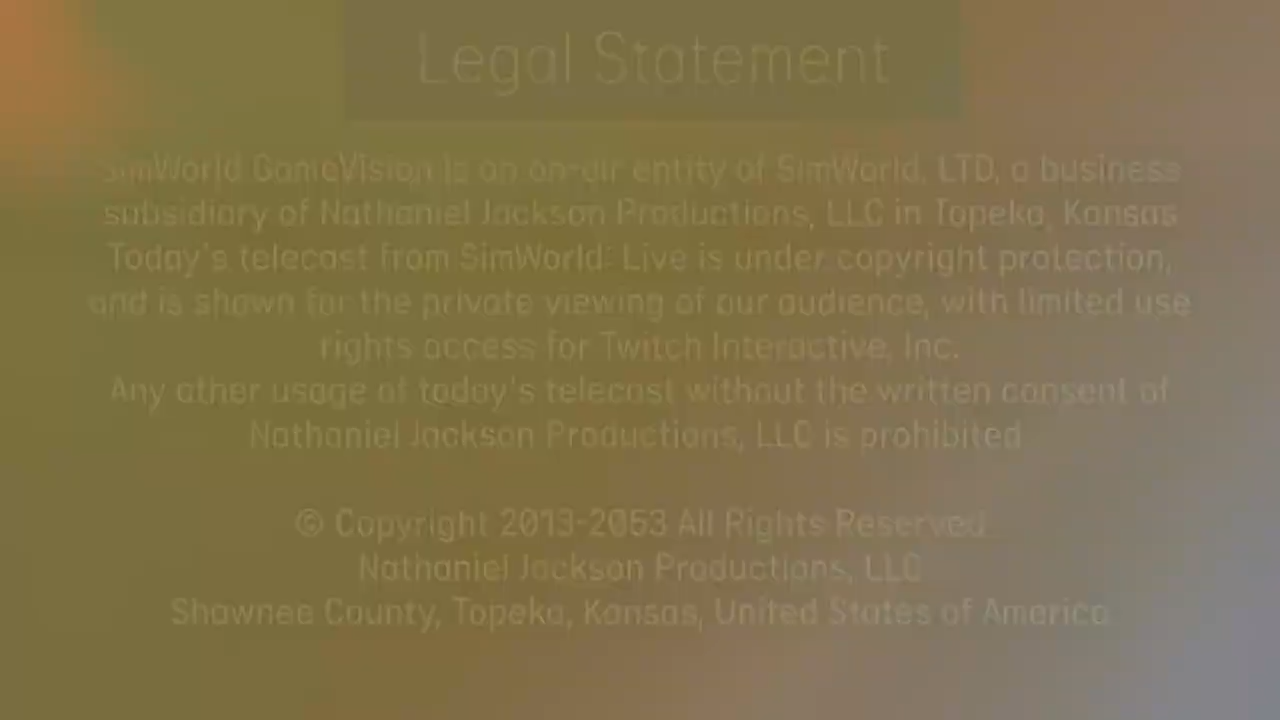 Legal Statement
SimWorld GameVision is an on-air entity of SimWorld, LTD, a business
subsidiary of Nathaniel Jackson Productions, LLC in Topeka, Kansas
Today's telecast from SimWorld: Live is under copyright protection,
and is shown for the private viewing of our audience, with limited use
rights access for Twitch Interactive, Inc.
Any other usage of today's telecast without the written consent of
Nathaniel Jackson Productions, LLC is prohibited
© Copyright 2013-2053 All Rights Reserved
Nathaniel Jackson Productions, LLC
Shawnee County, Topeka, Kansas, United States of America